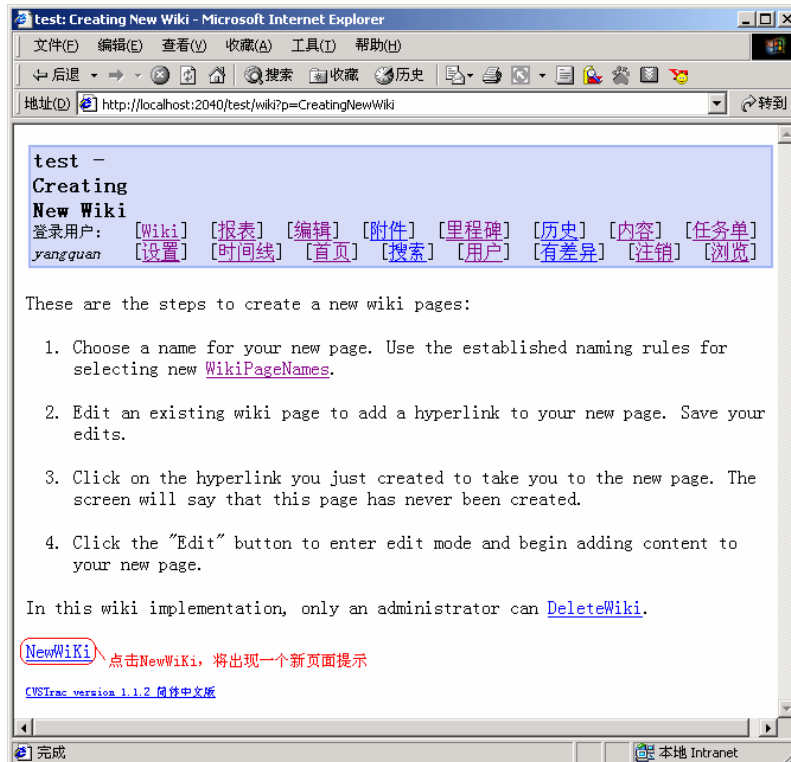 test: Creating New Wiki - Microsoft Internet Explorer
文件(F) 编辑(E) 查看(V) 收藏(A) 工具(T) 帮助(H)
后退 搜索 收藏 历史
地址(D) http://localhost:2040/test/wiki?p=CreatingNewWiki 转到
test -
Creating
New Wiki
登录用户: [Wiki] [报表] [编辑] [附件] [里程碑] [历史] [内容] [任务单]
yangquan [设置] [时间线] [首页] [搜索] [用户] [有差异] [注销] [浏览]
These are the steps to create a new wiki pages:
1. Choose a name for your new page. Use the established naming rules for
selecting new WikiPageNames.
2. Edit an existing wiki page to add a hyperlink to your new page. Save your
edits.
3. Click on the hyperlink you just created to take you to the new page. The
screen will say that this page has never been created.
4. Click the "Edit" button to enter edit mode and begin adding content to
your new page.
In this wiki implementation, only an administrator can DeleteWiki.
NewWiKi 点击NewWiKi，将出现一个新页面提示
CVSTrac version 1.1.2 简体中文版
完成 本地 Intranet